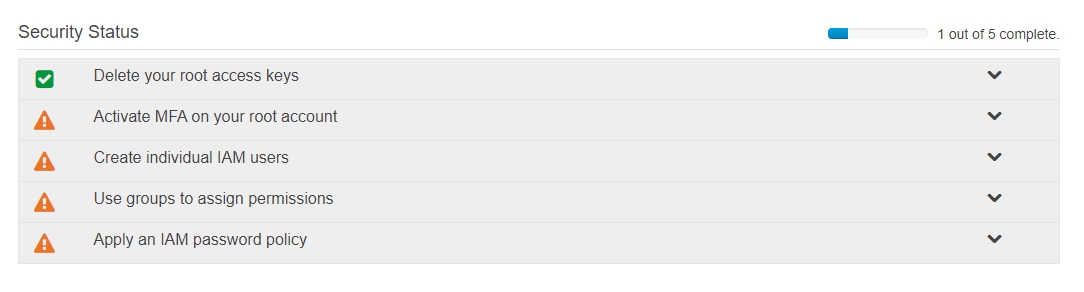 Security Status
1 out of 5 complete.
Delete your root access keys
Activate MFA on your root account
Create individual IAM users
Use groups to assign permissions
Apply an IAM password policy